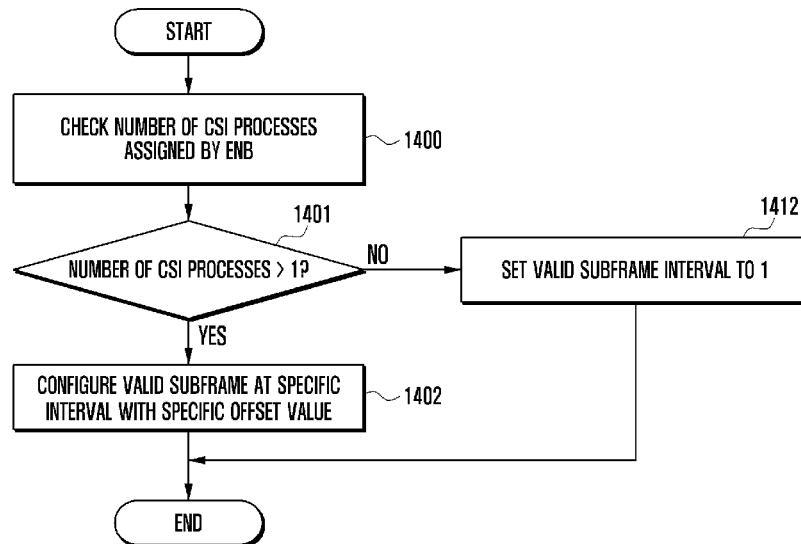 START
CHECK NUMBER OF CSI PROCESSES
ASSIGNED BY ENB
1400
1401
NUMBER OF CSI PROCESSES > 1?
NO
1412
SET VALID SUBFRAME INTERVAL TO 1
YES
CONFIGURE VALID SUBFRAME AT SPECIFIC
INTERVAL WITH SPECIFIC OFFSET VALUE
1402
END